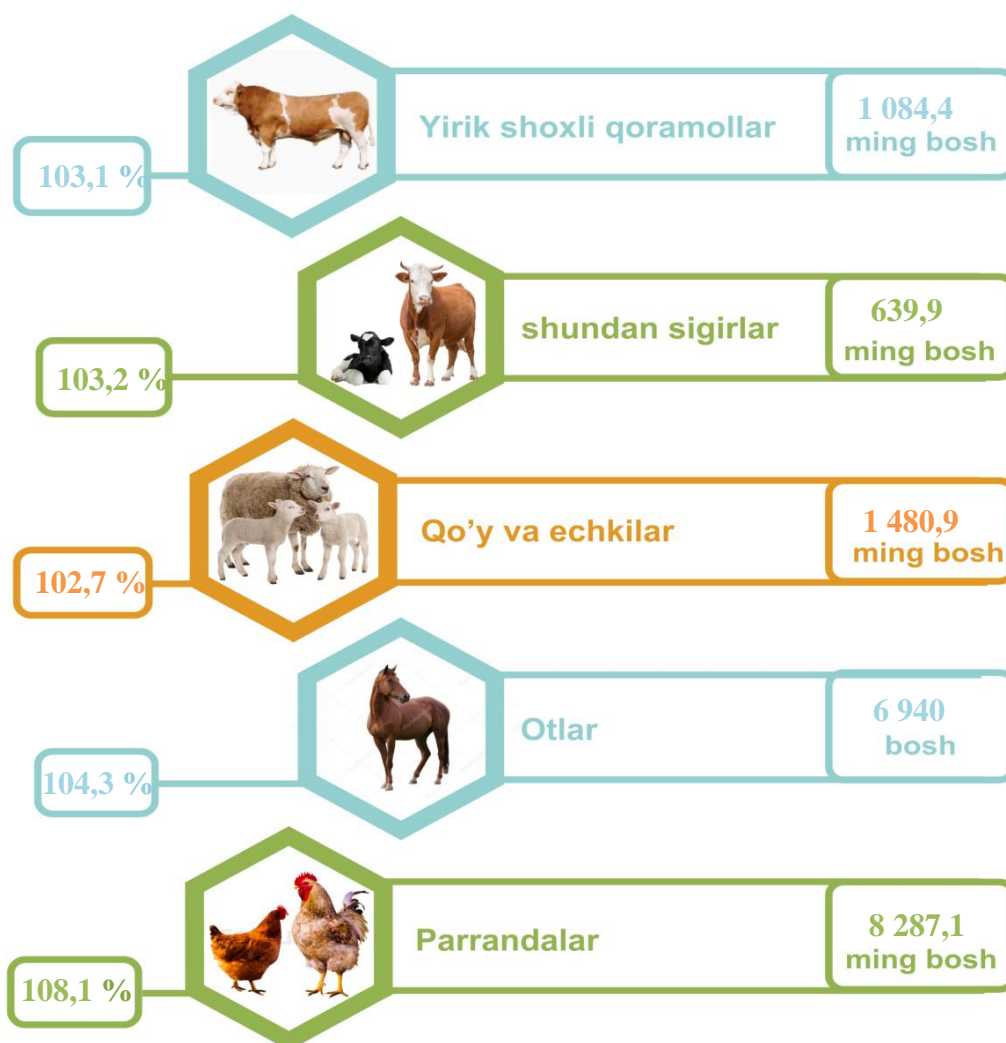 Yirik shoxli qoramollar
1 084,4
ming bosh
103,1 %
shundan sigirlar
639,9
ming bosh
103,2 %
Qo’y va echkilar
1 480,9
ming bosh
102,7 %
Otlar
6 940
bosh
104,3 %
Parrandalar
8 287,1
ming bosh
108,1 %